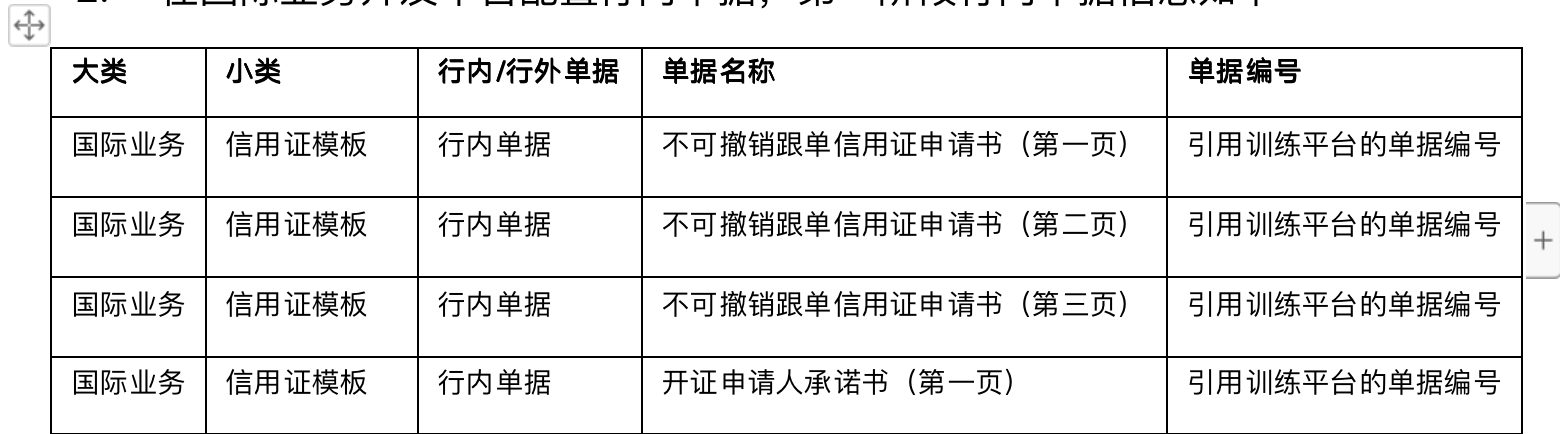 大类 小类 行内/行外单据 单据名称 单据编号
国际业务 信用证模板 行内单据 不可撤销跟单信用证申请书（第一页） 引用训练平台的单据编号
国际业务 信用证模板 行内单据 不可撤销跟单信用证申请书（第二页） 引用训练平台的单据编号
国际业务 信用证模板 行内单据 不可撤销跟单信用证申请书（第三页） 引用训练平台的单据编号
国际业务 信用证模板 行内单据 开证申请人承诺书（第一页） 引用训练平台的单据编号